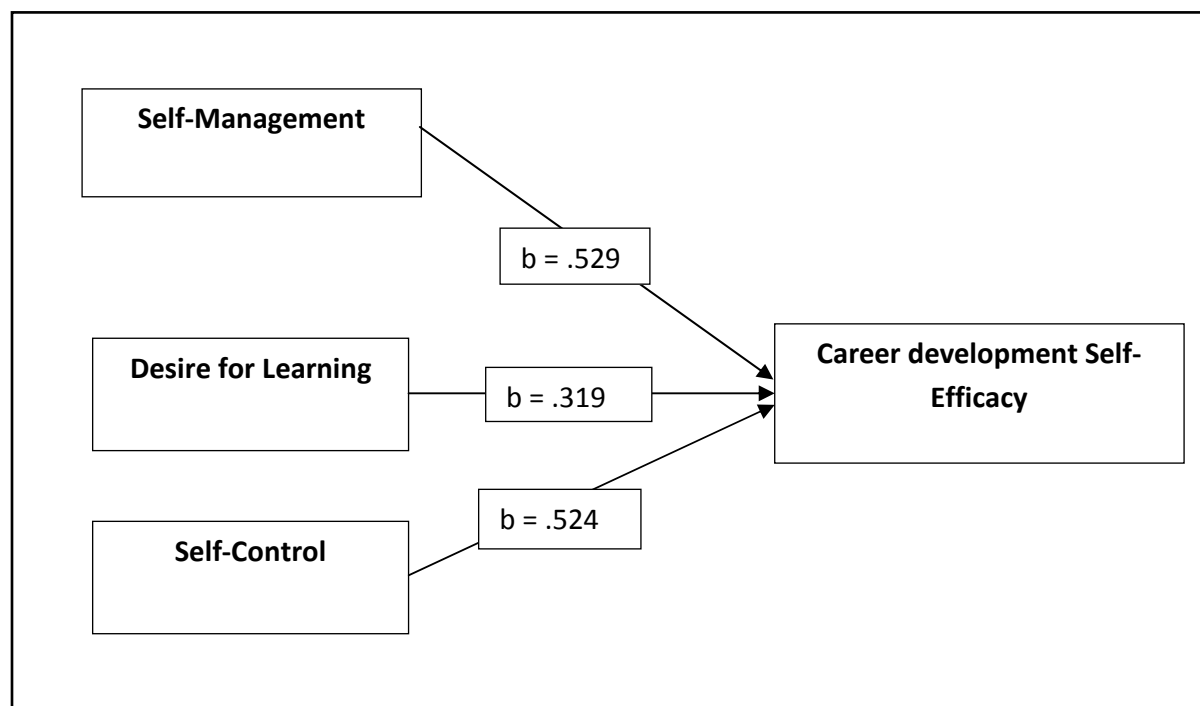 Self-Management
b = .529
Desire for Learning
b = .319
Career development Self-
Efficacy
b = .524
Self-Control